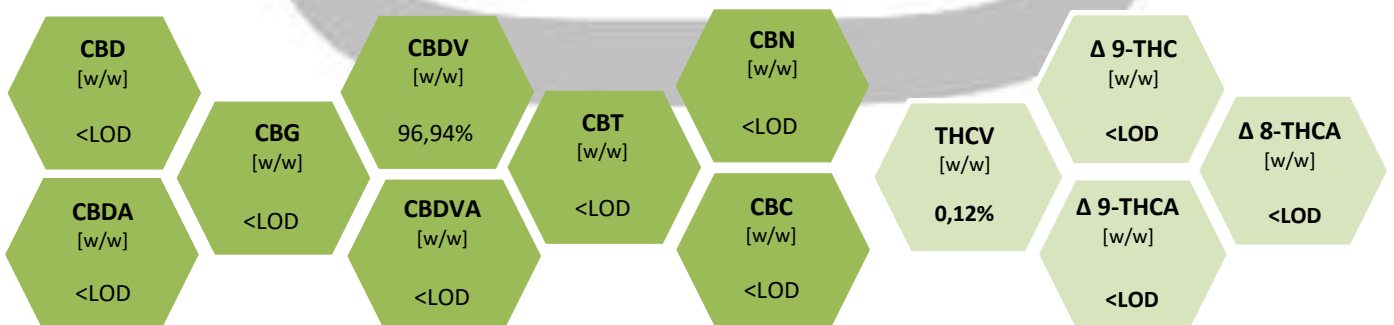 CBD
[w/w]
<LOD
CBDA
[w/w]
<LOD
CBG
[w/w]
<LOD
CBDV
[w/w]
96,94%
CBDVA
[w/w]
<LOD
CBT
[w/w]
<LOD
CBN
[w/w]
<LOD
CBC
[w/w]
<LOD
THCV
[w/w]
0,12%
Δ 9-THC
[w/w]
<LOD
Δ 9-THCA
[w/w]
<LOD
Δ 8-THCA
[w/w]
<LOD